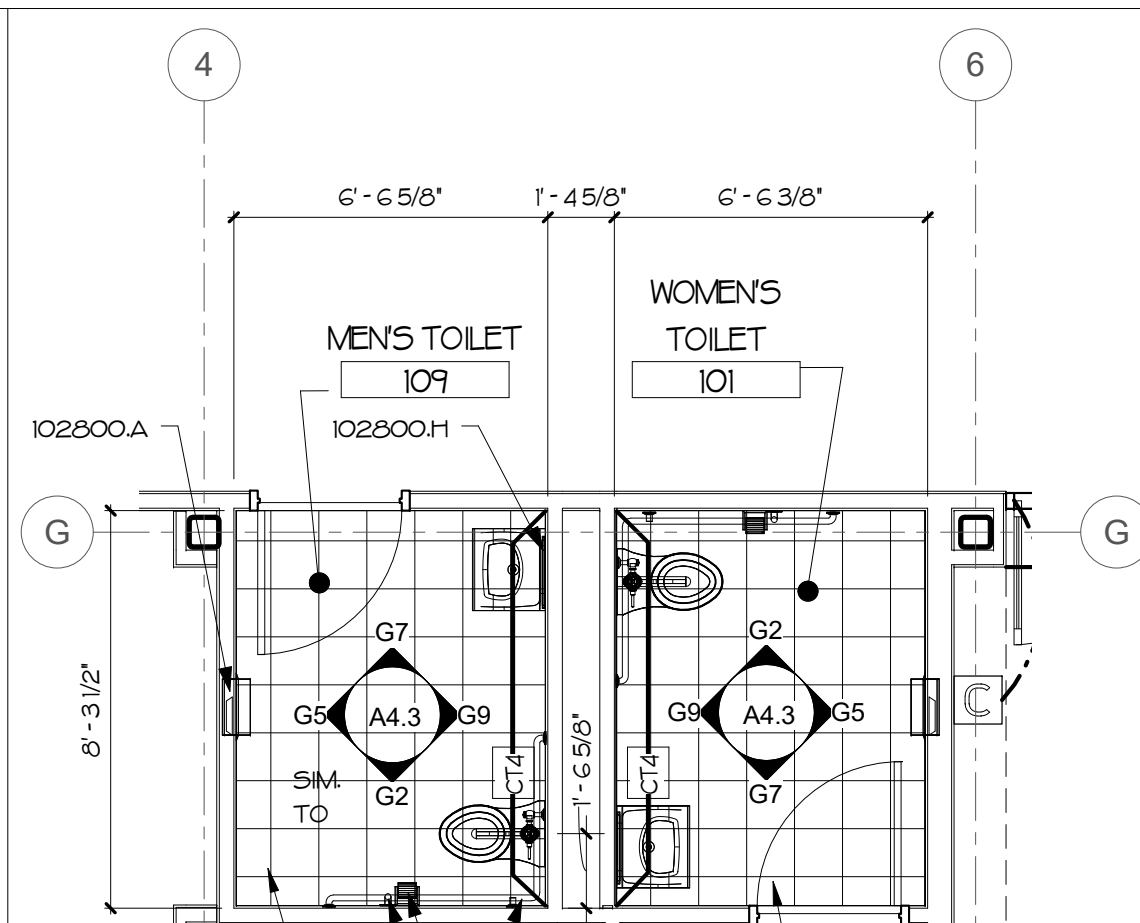 4
6
6' - 6 5/8"
1' - 4 5/8"
6' - 6 3/8"
WOMEN'S
TOILET
101
MEN'S TOILET
109
102800.A
102800.H
G
G
8' - 3 1/2"
G7
G5
A4.3
G9
G2
SIM.
TO
CT4
1' - 6 5/8"
CT4
G2
G9
A4.3
G5
G7
C